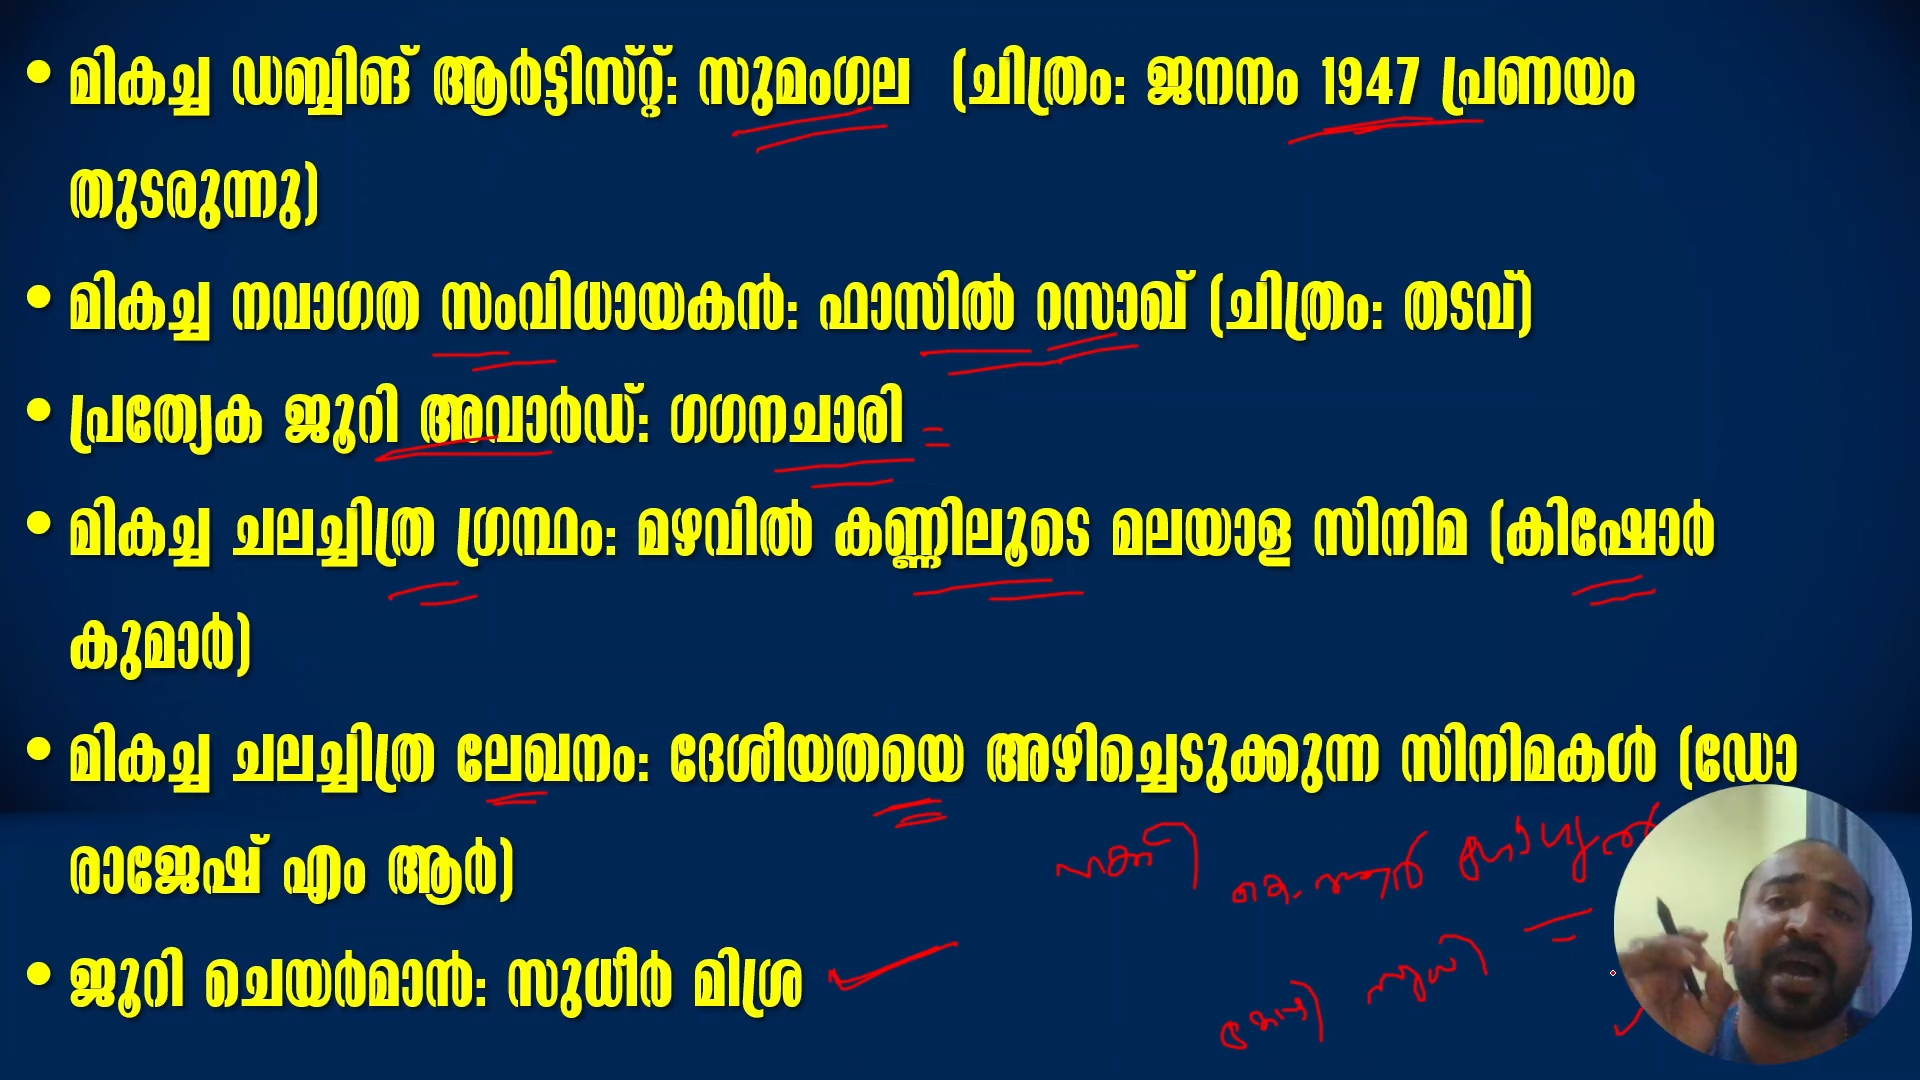 • മികച്ച ഡബ്ബിങ് ആർട്ടിസ്റ്റ്: സുമംഗല (ചിത്രം: ജനനം 1947 പ്രണയം
തുടരുന്നു)
• മികച്ച നവാഗത സംവിധായകൻ: ഫാസിൽ റസാഖ് (ചിത്രം: തടവ്)
• പ്രത്യേക ജൂറി അവാർഡ്: ഗഗനചാരി
• മികച്ച ചലച്ചിത്ര ഗ്രന്ഥം: മഴവിൽ കണ്ണിലൂടെ മലയാള സിനിമ (കിഷോർ
കുമാർ)
• മികച്ച ചലച്ചിത്ര ലേഖനം: ദേശീയതയെ അഴിച്ചെടുക്കുന്ന സിനിമകൾ (ഡോ
രാജേഷ് എം ആർ)
• ജൂറി ചെയർമാൻ: സുധീർ മിശ്ര